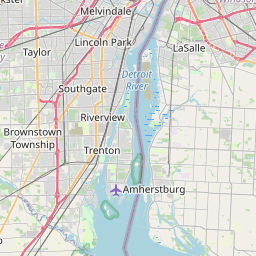 Melvindale
Lincoln Park
Taylor
LaSalle
Detroit
River
Southgate
Riverview
Brownstown
Township
Trenton
Amherstburg